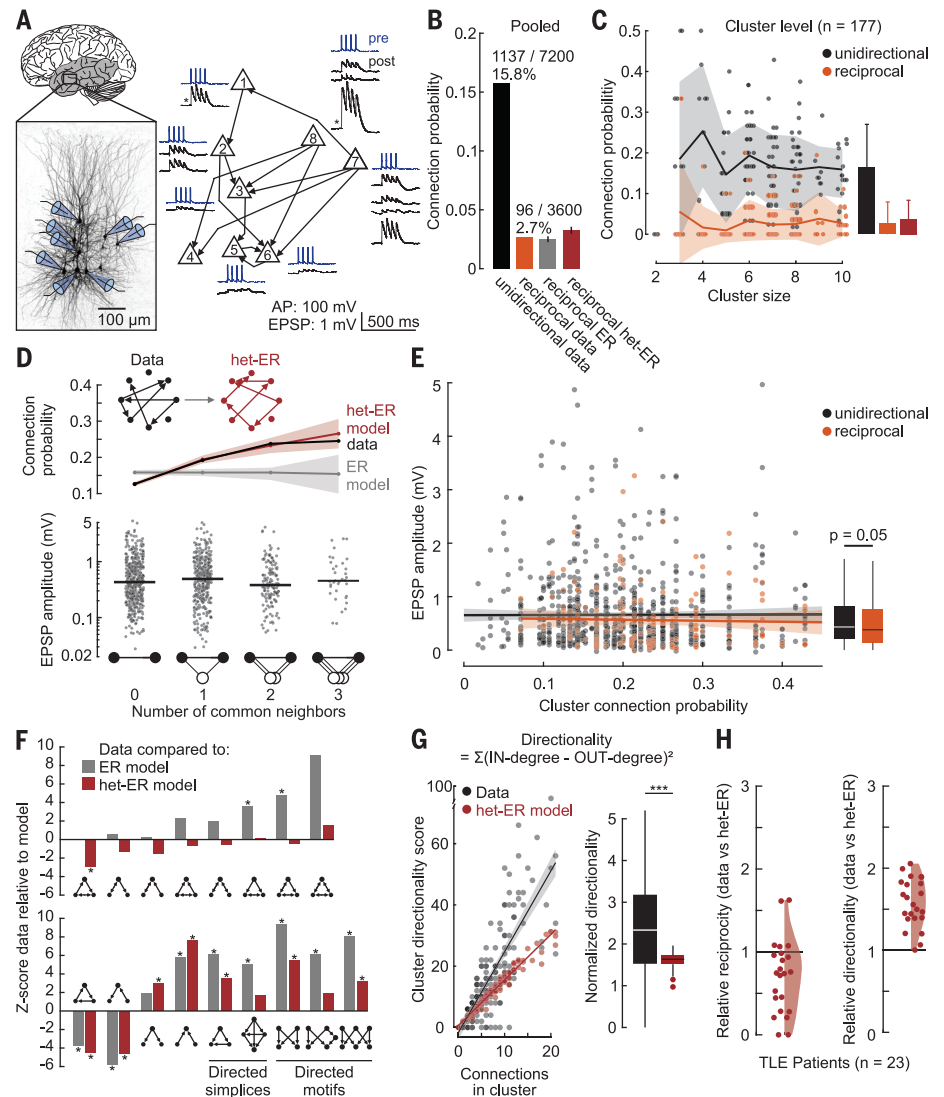 A
pre
post
*
*
1
2
3
4
5
6
7
8
100 μm
AP: 100 mV
EPSP: 1 mV
500 ms
B
Pooled
Connection probability
0.2
0.15
0.1
0.05
0
1137 / 7200
15.8%
96 / 3600
2.7%
unidirectional data
reciprocal data
reciprocal ER
reciprocal het-ER
C
Cluster level (n = 177)
unidirectional
reciprocal
Connection probability
0.5
0.4
0.3
0.2
0.1
0
2 4 6 8 10
Cluster size
D
Data
het-ER
Connection
probability
0.4
0.3
0.2
0.1
het-ER
model
data
ER
model
EPSP amplitude (mV)
5
1
0.1
0.02
0 1 2 3
Number of common neighbors
E
unidirectional
reciprocal
EPSP amplitude (mV)
5
4
3
2
1
0
p = 0.05
0 0.1 0.2 0.3 0.4
Cluster connection probability
F
Data compared to:
ER model
het-ER model
Z-score data relative to model
10
8
6
4
2
0
-2
-4
-6
* * *
8
6
4
2
0
-2
-4
-6
* * * * * * * * * * * * * *
Directed
simplices
Directed
motifs
G
Directionality
= Σ(IN-degree - OUT-degree)²
Data
het-ER model
Cluster directionality score
100
80
60
40
20
0
0 10 20
Connections
in cluster
***
Normalized directionality
5
4
3
2
1
0
H
Relative reciprocity (data vs het-ER)
3
2
1
0
Relative directionality (data vs het-ER)
3
2
1
0
TLE Patients (n = 23)